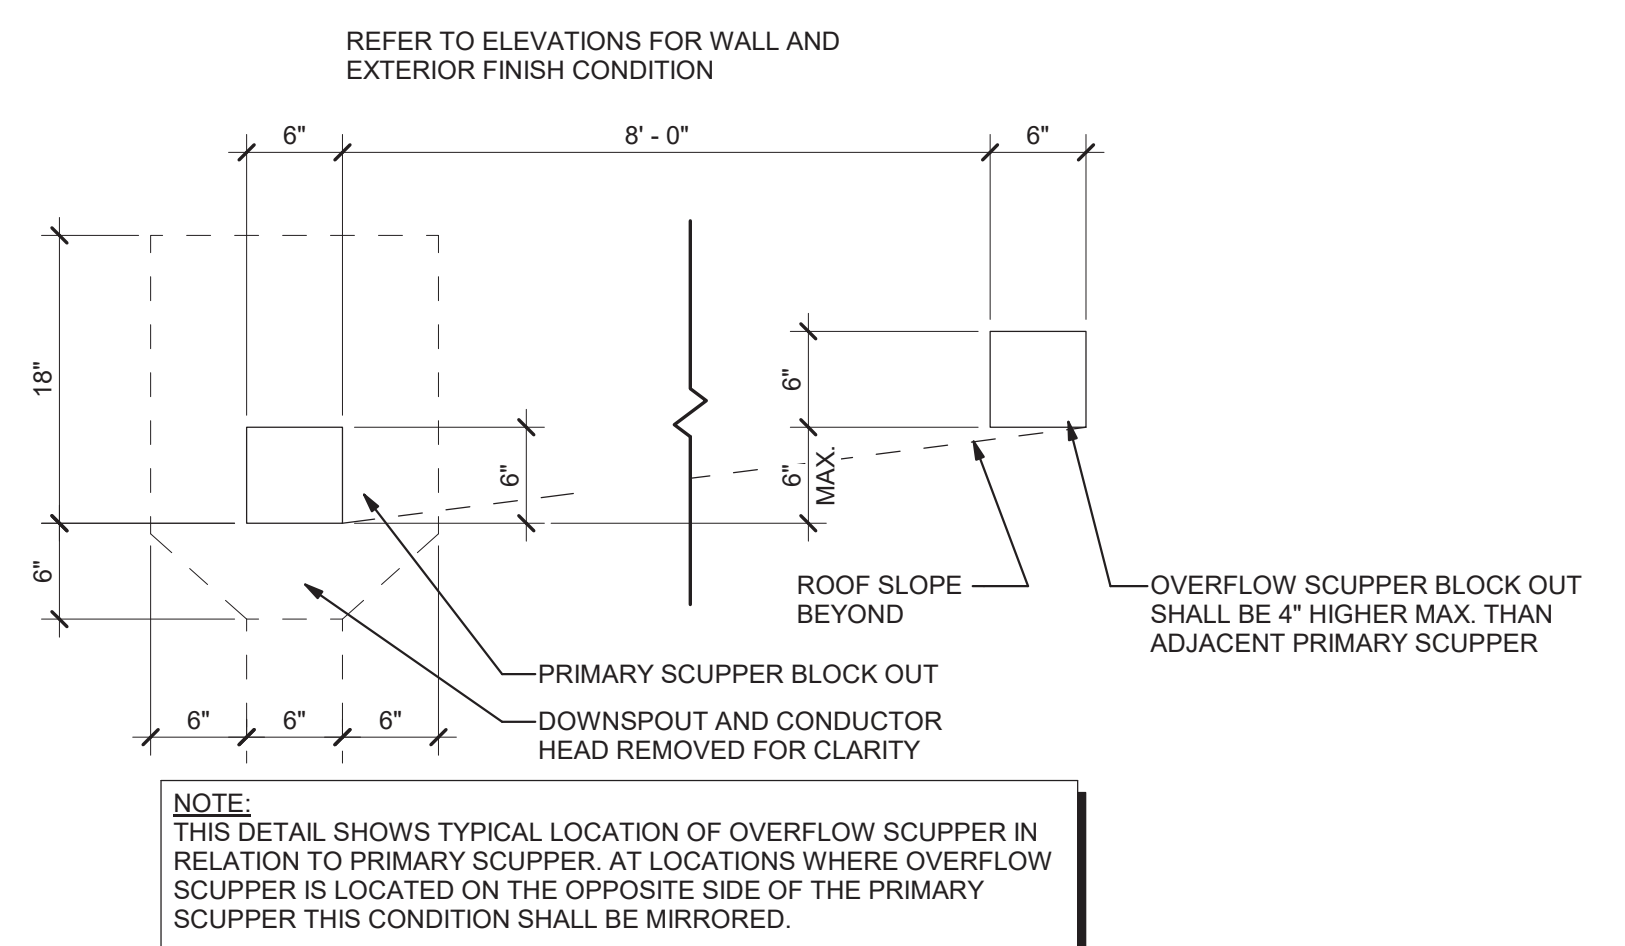 REFER TO ELEVATIONS FOR WALL AND
EXTERIOR FINISH CONDITION
6"
8' - 0"
6"
18"
6"
6"
6"
6"
MAX.
6"
ROOF SLOPE
BEYOND
OVERFLOW SCUPPER BLOCK OUT
SHALL BE 4" HIGHER MAX. THAN
ADJACENT PRIMARY SCUPPER
PRIMARY SCUPPER BLOCK OUT
6"
6"
6"
DOWNSPOUT AND CONDUCTOR
HEAD REMOVED FOR CLARITY
NOTE:
THIS DETAIL SHOWS TYPICAL LOCATION OF OVERFLOW SCUPPER IN
RELATION TO PRIMARY SCUPPER. AT LOCATIONS WHERE OVERFLOW
SCUPPER IS LOCATED ON THE OPPOSITE SIDE OF THE PRIMARY
SCUPPER THIS CONDITION SHALL BE MIRRORED.